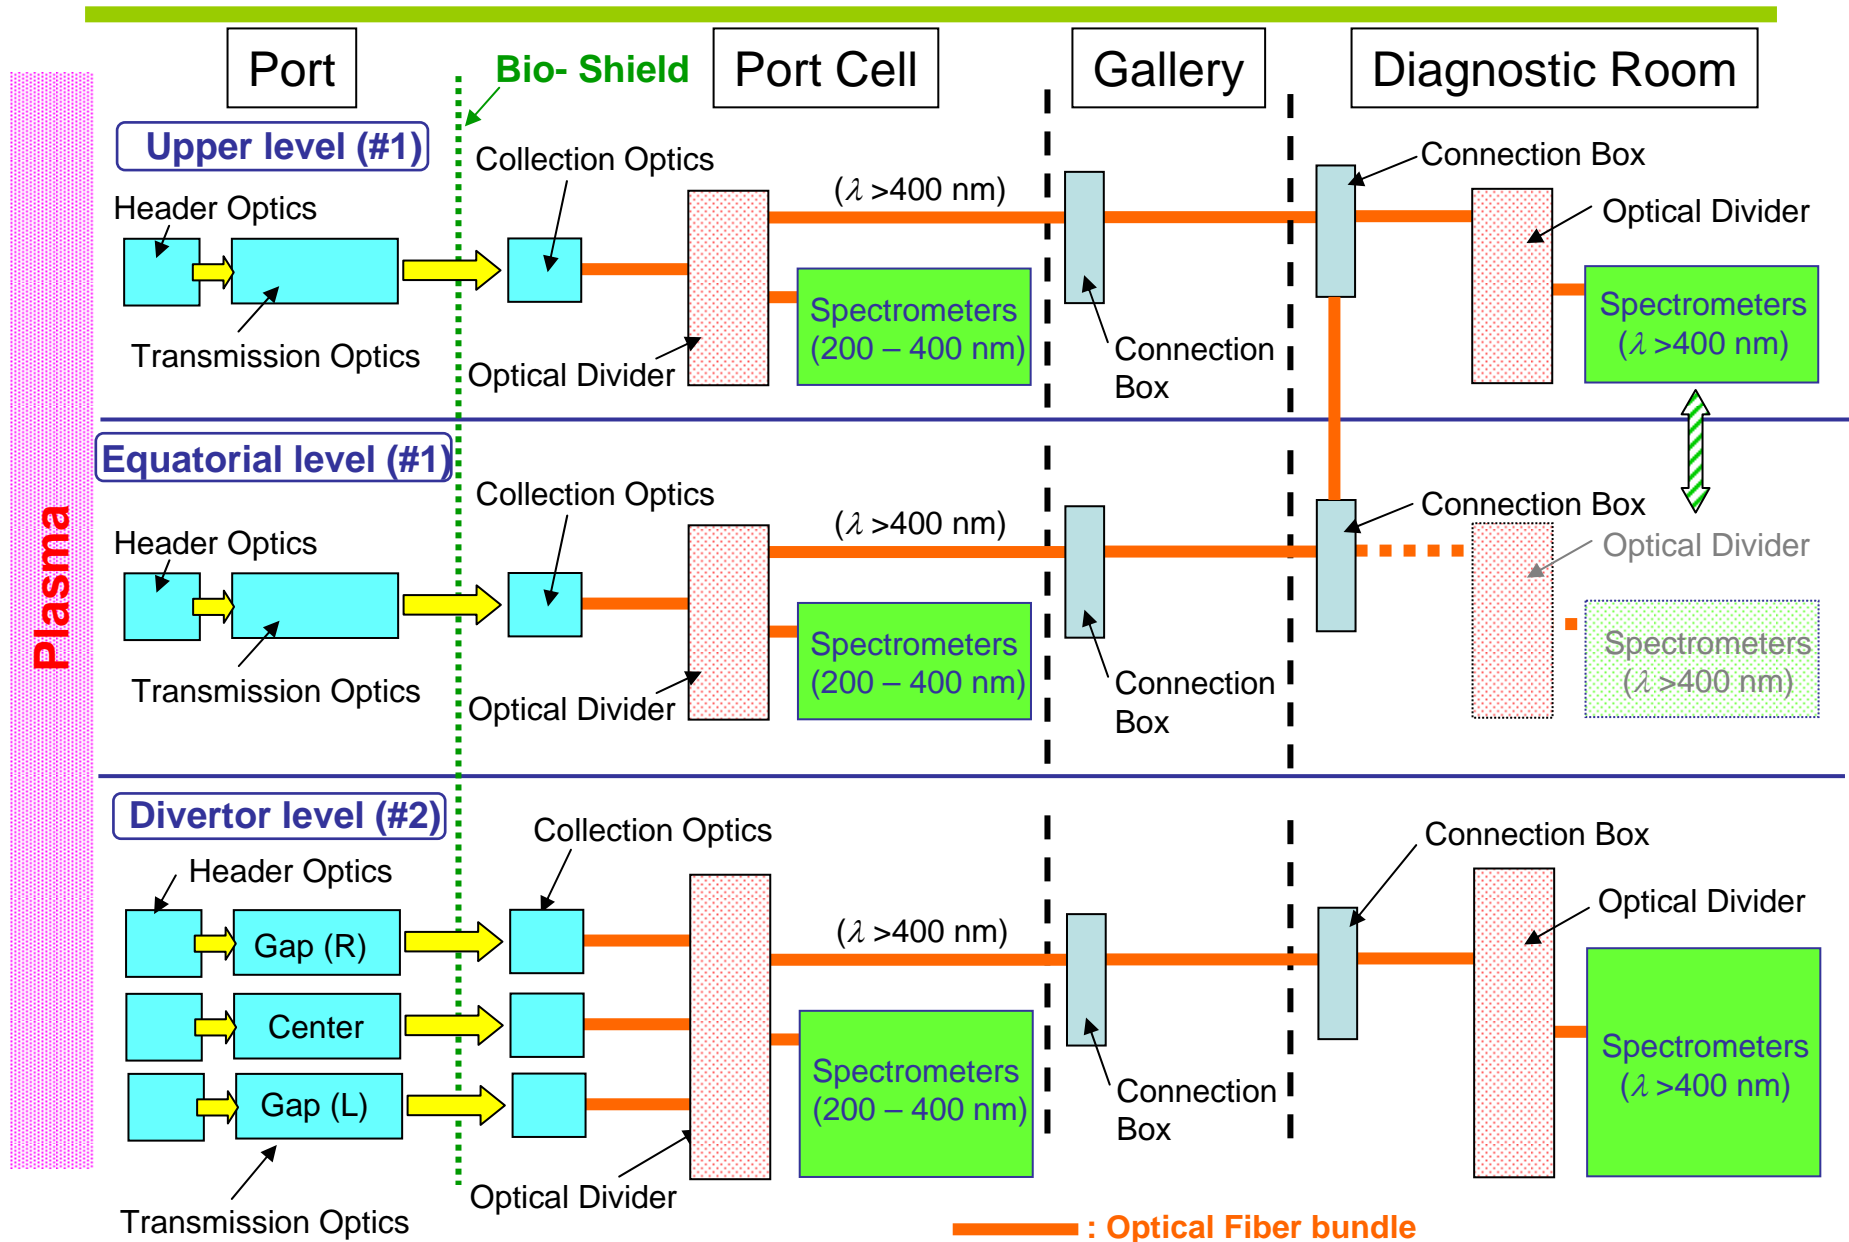 Port
Bio- Shield
Port Cell
Gallery
Diagnostic Room
Plasma
Upper level (#1)
Collection Optics
(λ >400 nm)
Connection Box
Header Optics
Optical Divider
Spectrometers
(200 – 400 nm)
Spectrometers
(λ >400 nm)
Transmission Optics
Optical Divider
Connection
Box
Equatorial level (#1)
Collection Optics
(λ >400 nm)
Connection Box
Header Optics
Optical Divider
Spectrometers
(200 – 400 nm)
Spectrometers
(λ >400 nm)
Transmission Optics
Optical Divider
Connection
Box
Divertor level (#2)
Collection Optics
Connection Box
Header Optics
(λ >400 nm)
Optical Divider
Gap (R)
Center
Gap (L)
Spectrometers
(200 – 400 nm)
Spectrometers
(λ >400 nm)
Connection
Box
Optical Divider
Transmission Optics
: Optical Fiber bundle